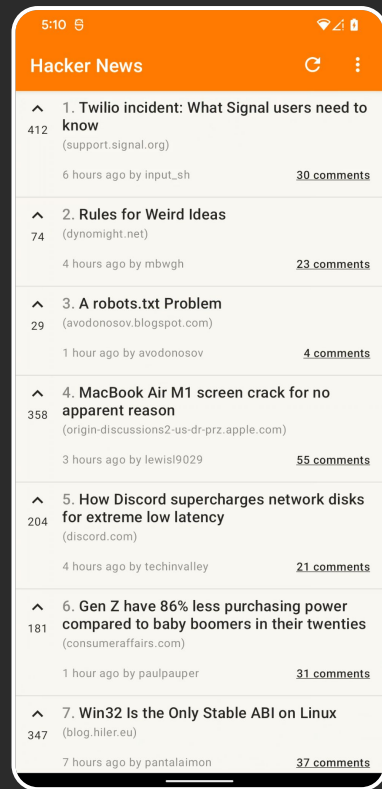 5:10
Hacker News
1. Twilio incident: What Signal users need to
know
412
(support.signal.org)
6 hours ago by input_sh
30 comments
2. Rules for Weird Ideas
74
(dynomight.net)
4 hours ago by mbwgh
23 comments
3. A robots.txt Problem
29
(avodonosov.blogspot.com)
1 hour ago by avodonosov
4 comments
4. MacBook Air M1 screen crack for no
apparent reason
358
(origin-discussions2-us-dr-prz.apple.com)
3 hours ago by lewisl9029
55 comments
5. How Discord supercharges network disks
for extreme low latency
204
(discord.com)
4 hours ago by techinvalley
21 comments
6. Gen Z have 86% less purchasing power
compared to baby boomers in their twenties
181
(consumeraffairs.com)
1 hour ago by paulpauper
31 comments
7. Win32 Is the Only Stable ABI on Linux
347
(blog.hiler.eu)
7 hours ago by pantalaimon
37 comments